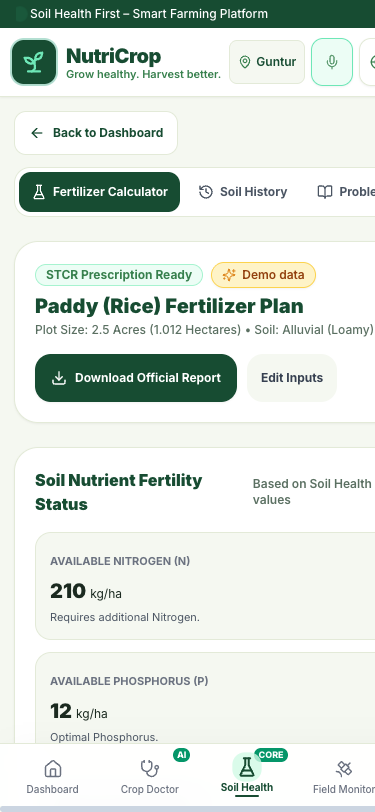 Soil Health First – Smart Farming Platform
NutriCrop
Grow healthy. Harvest better.
Guntur
Back to Dashboard
Fertilizer Calculator
Soil History
STCR Prescription Ready
Demo data
Paddy (Rice) Fertilizer Plan
Plot Size: 2.5 Acres (1.012 Hectares) • Soil: Alluvial (Loamy)
Download Official Report
Edit Inputs
Soil Nutrient Fertility
Status
Based on Soil Health
values
AVAILABLE NITROGEN (N)
210 kg/ha
Requires additional Nitrogen.
AVAILABLE PHOSPHORUS (P)
12 kg/ha
Optimal Phosphorus.
AI
CORE
Dashboard
Crop Doctor
Soil Health
Field Monitor